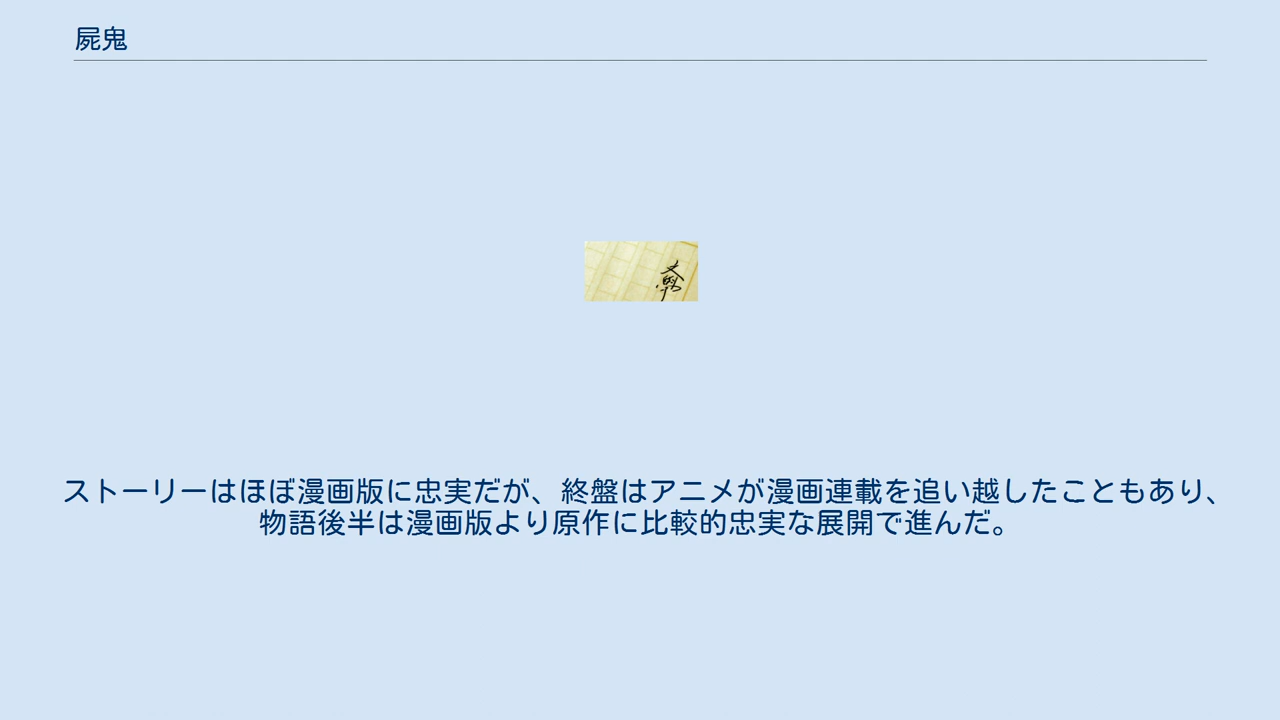 屍鬼
ストーリーはほぼ漫画版に忠実だが、終盤はアニメが漫画連載を追い越したこともあり、
物語後半は漫画版より原作に比較的忠実な展開で進んだ。